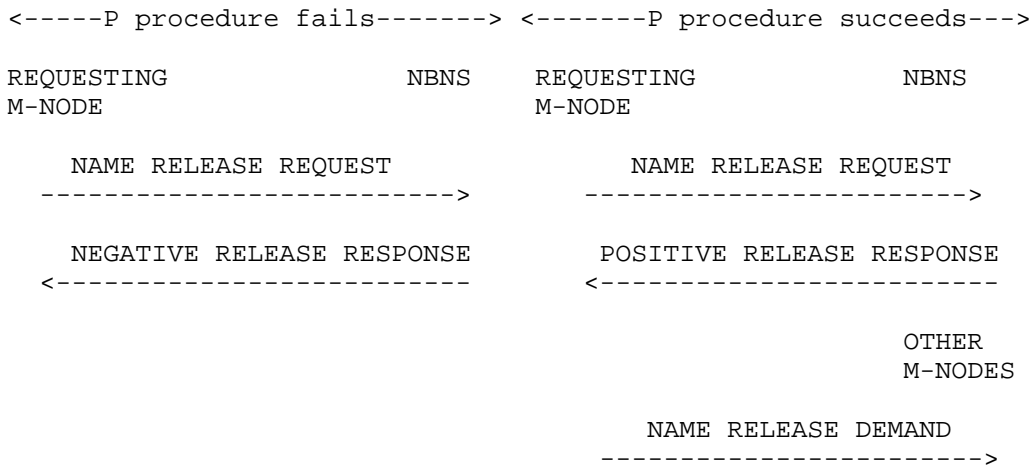 <-----P procedure fails-------> <-------P procedure succeeds--->
REQUESTING                 NBNS    REQUESTING             NBNS
M-NODE                           M-NODE
    NAME RELEASE REQUEST               NAME RELEASE REQUEST
  -------------------------->       ------------------------>
    NEGATIVE RELEASE RESPONSE        POSITIVE RELEASE RESPONSE
  <--------------------------       <-------------------------
                                                        OTHER
                                                        M-NODES
                                        NAME RELEASE DEMAND
                                     ------------------------>